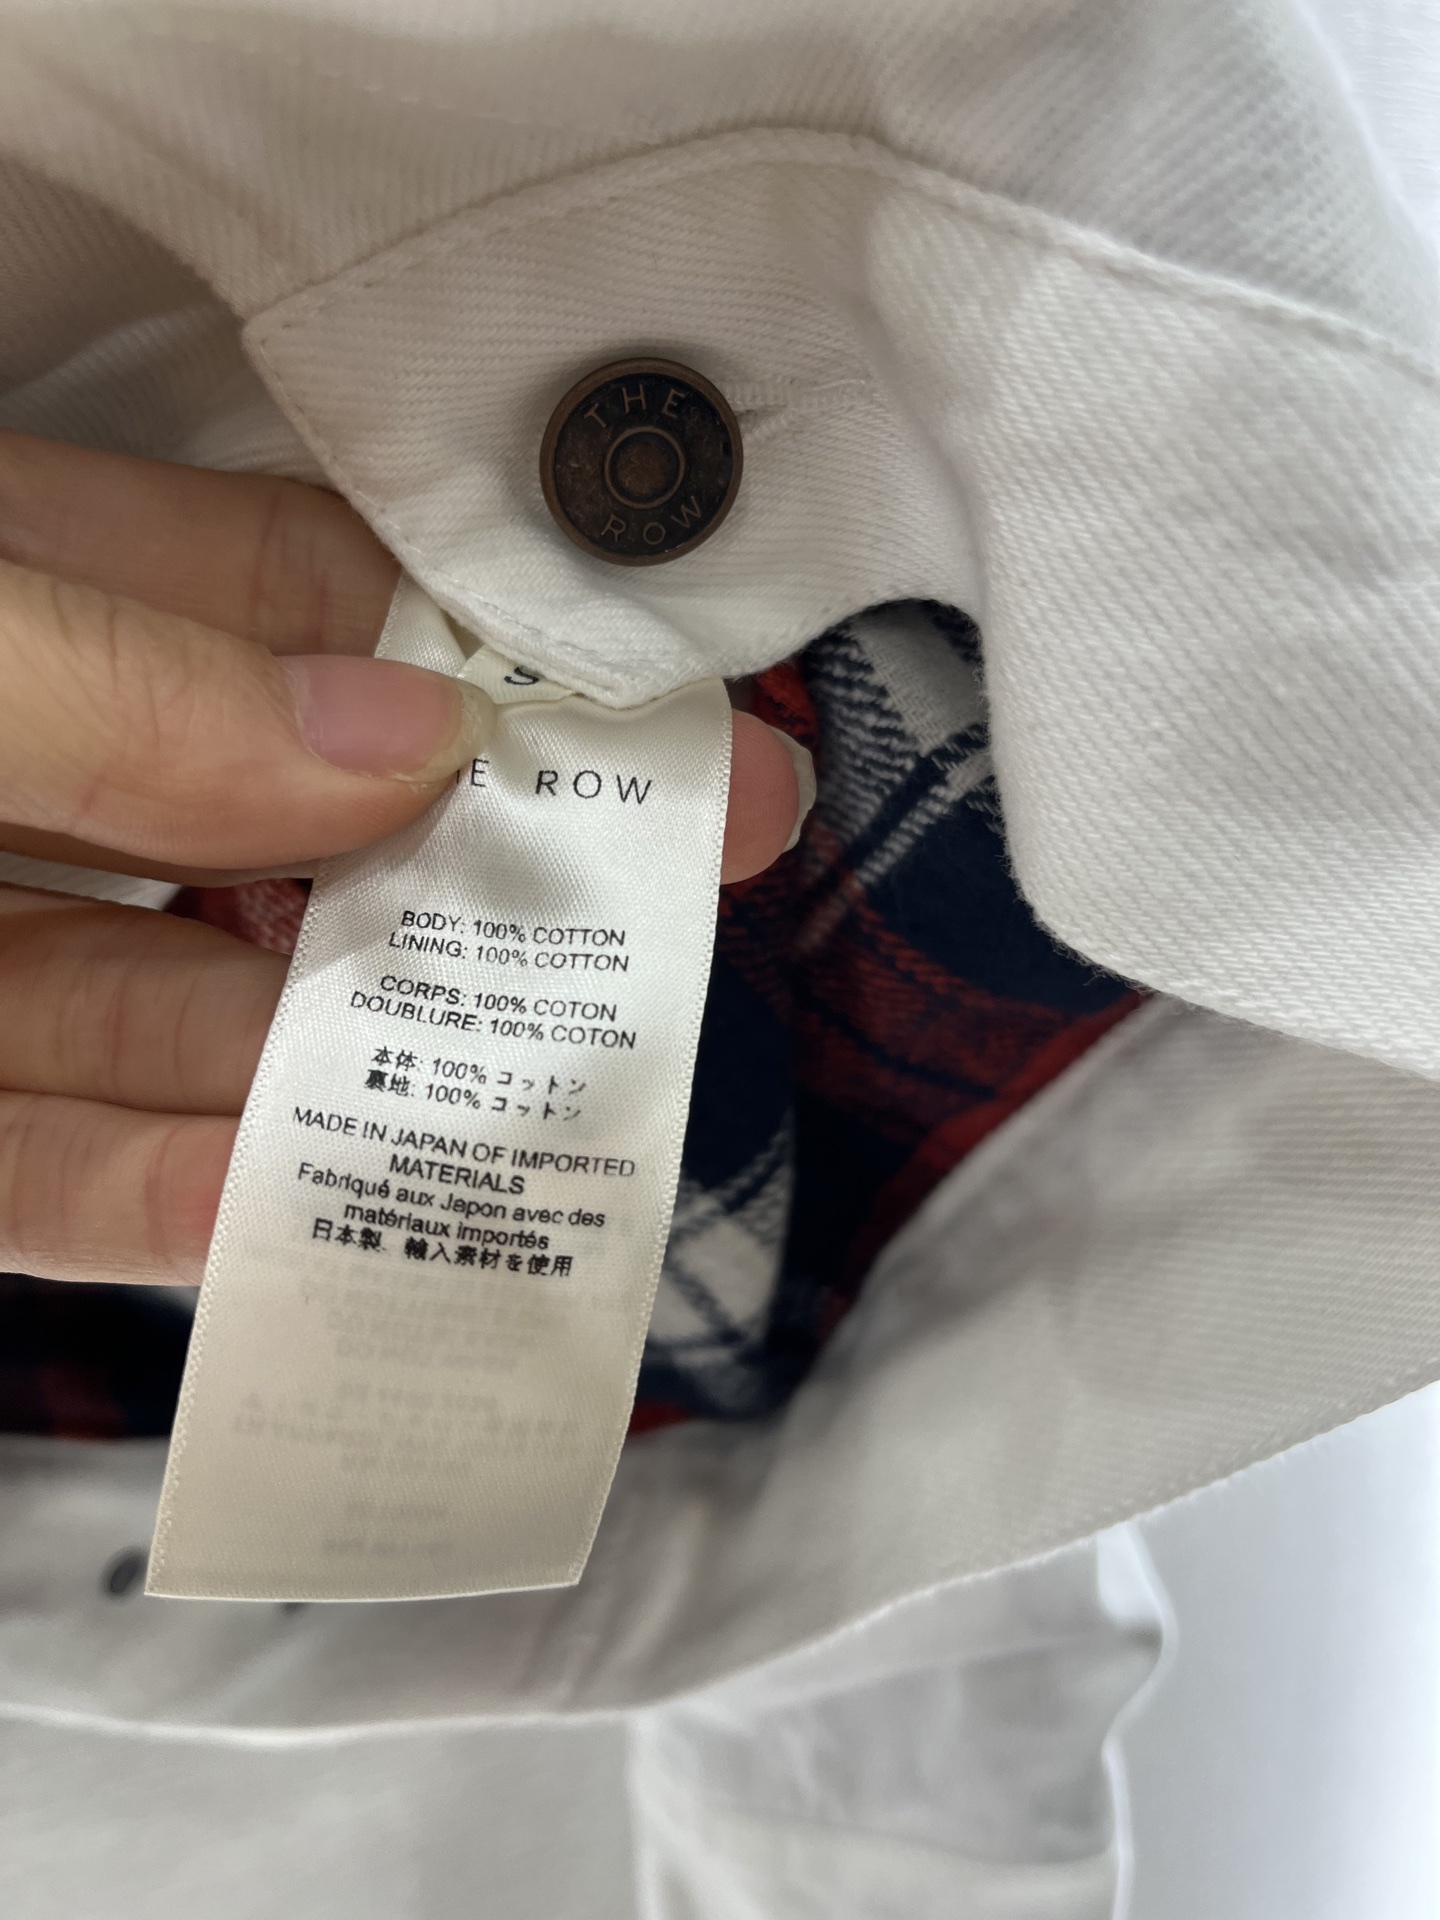 THE
ROW
S
E ROW
BODY: 100% COTTON
LINING: 100% COTTON
CORPS: 100% COTON
DOUBLURE: 100% COTON
本体: 100% コットン
裏地: 100% コットン
MADE IN JAPAN OF IMPORTED
MATERIALS
Fabriqué aux Japon avec des
matériaux importés
日本製 輸入素材を使用